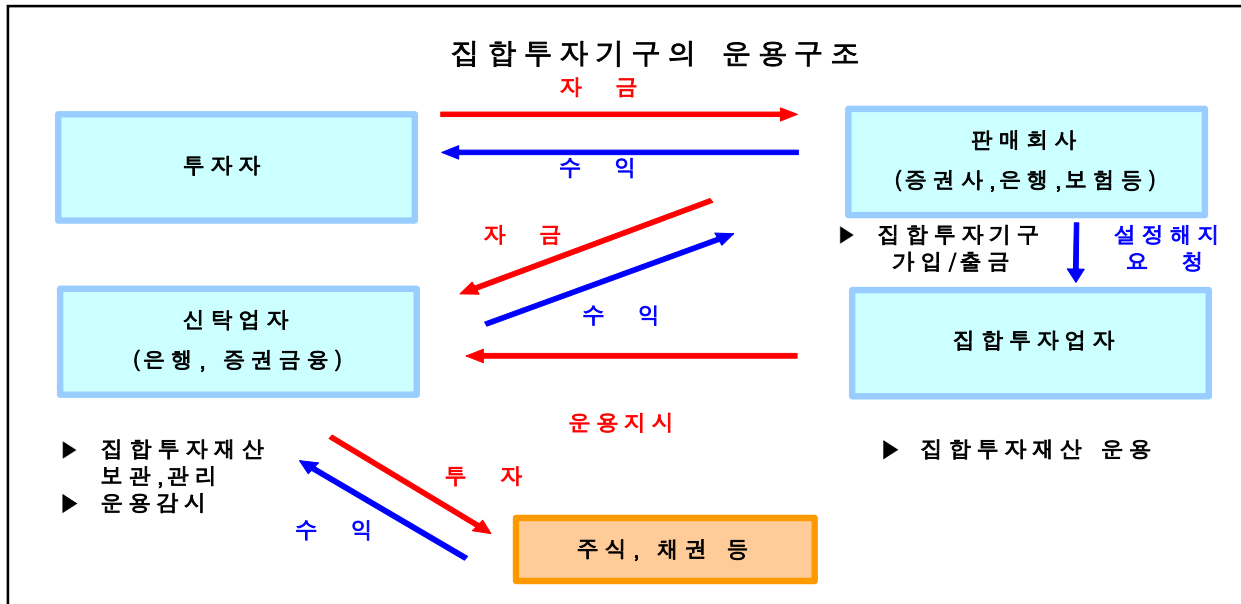 집합투자기구의 운용구조
자 금
투자자
수 익
판매회사
(증권사,은행,보험등)
▶ 집합투자기구
가입/출금
설정해지
요 청
자 금
수 익
신탁업자
(은행, 증권금융)
집합투자업자
운용지시
▶ 집합투자재산
보관,관리
▶ 운용감시
▶ 집합투자재산 운용
투 자
수 익
주식, 채권 등